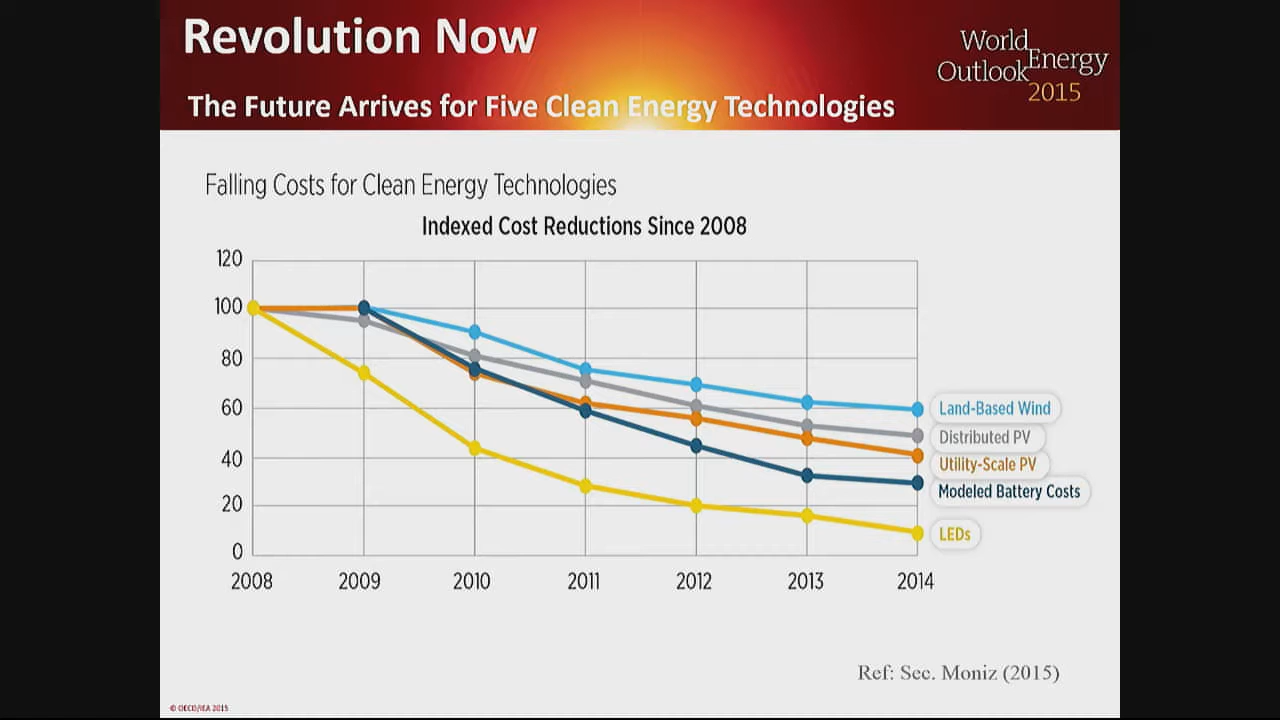 Revolution Now
The Future Arrives for Five Clean Energy Technologies
World
Energy
Outlook
2015
Falling Costs for Clean Energy Technologies
Indexed Cost Reductions Since 2008
120
100
80
60
40
20
0
2008 2009 2010 2011 2012 2013 2014
Land-Based Wind
Distributed PV
Utility-Scale PV
Modeled Battery Costs
LEDs
Ref: Sec. Moniz (2015)
© OECD/IEA 2015